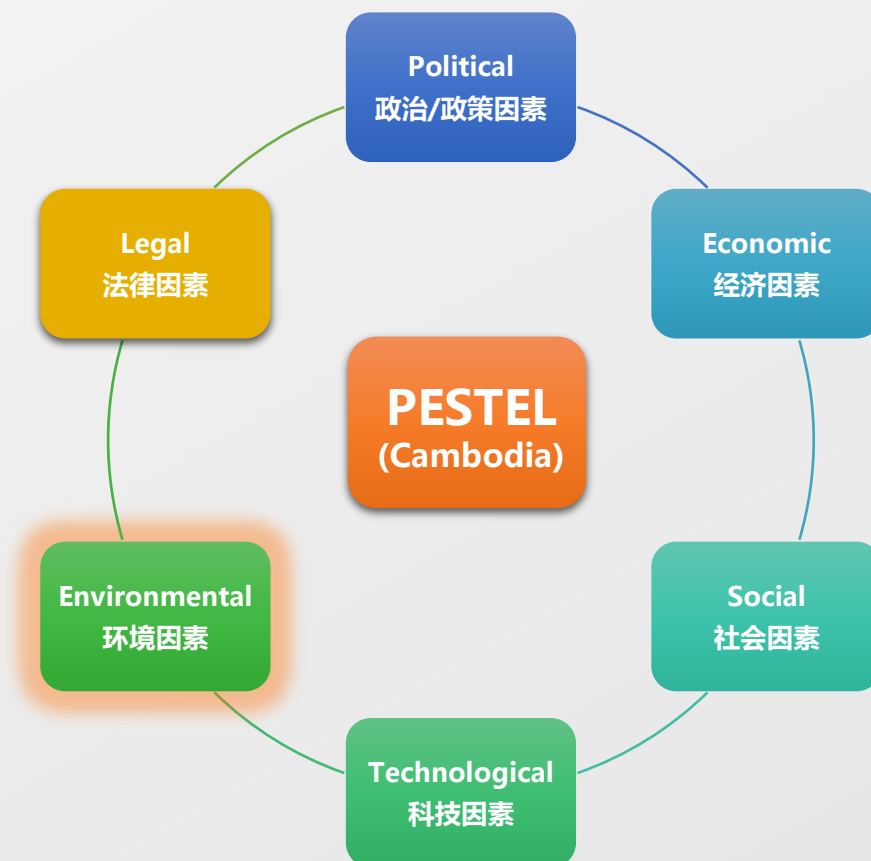 Political
政治/政策因素
Legal
法律因素
Economic
经济因素
PESTEL
(Cambodia)
Environmental
环境因素
Social
社会因素
Technological
科技因素